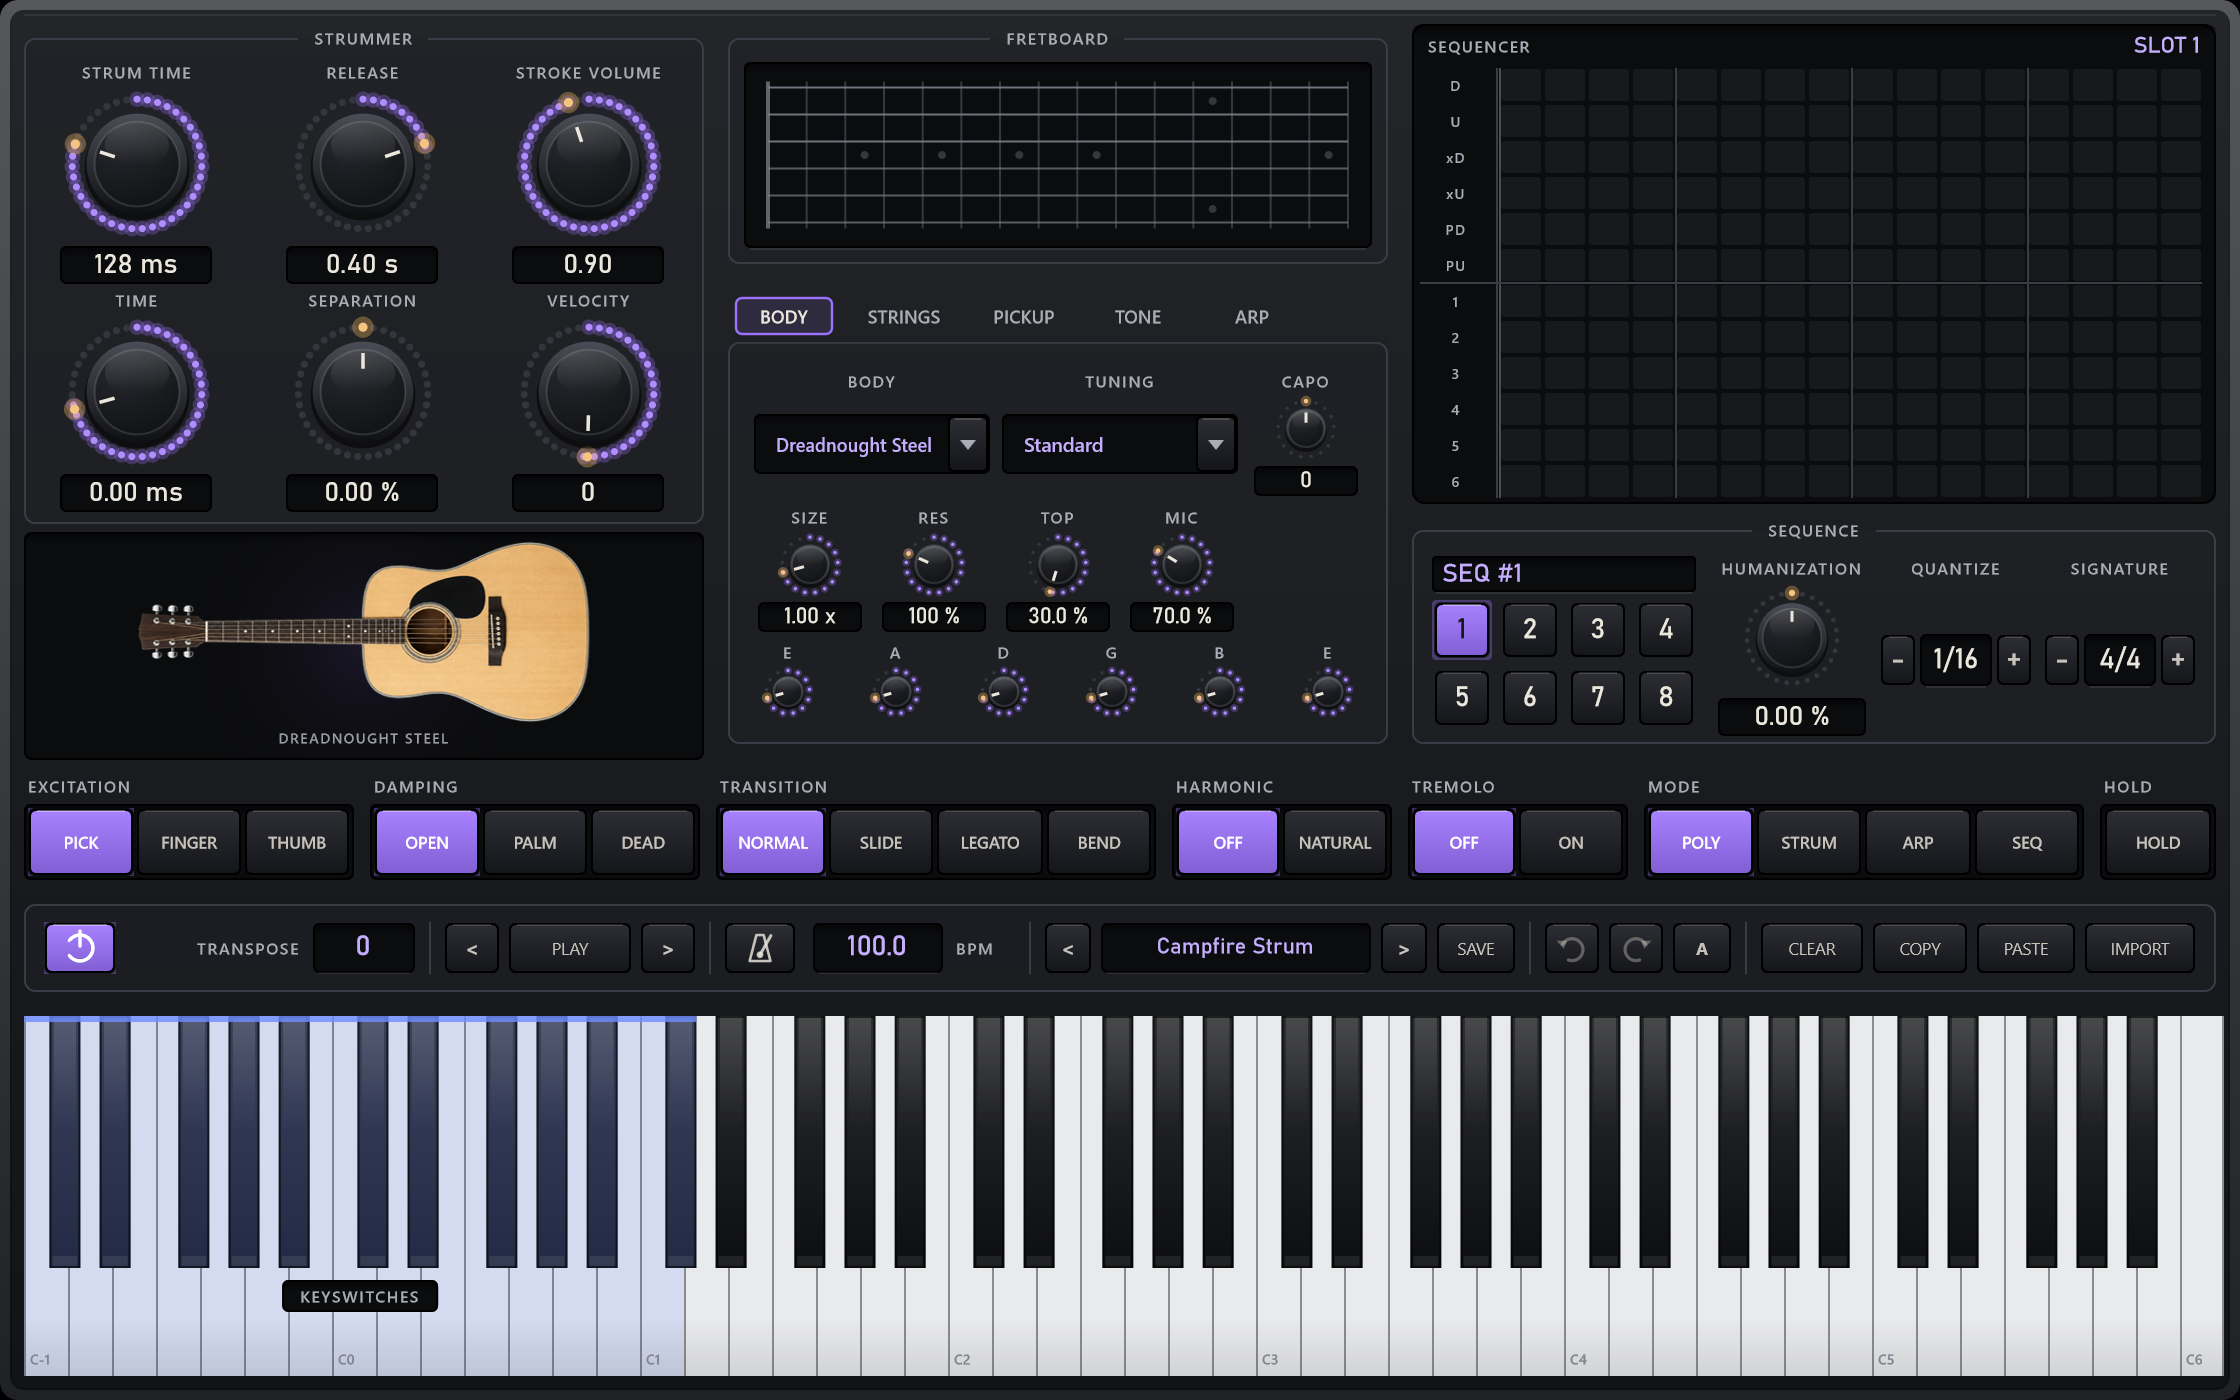 STRUMMER
STRUM TIME RELEASE STROKE VOLUME
128 ms 0.40 s 0.90
TIME SEPARATION VELOCITY
0.00 ms 0.00 % 0
DREADNOUGHT STEEL
FRETBOARD
BODY STRINGS PICKUP TONE ARP
BODY TUNING CAPO
Dreadnought Steel Standard
0
SIZE RES TOP MIC
1.00 x 100 % 30.0 % 70.0 %
E A D G B E
SEQUENCER SLOT 1
D
U
xD
xU
PD
PU
1
2
3
4
5
6
SEQUENCE
SEQ #1
HUMANIZATION QUANTIZE SIGNATURE
1 2 3 4
- 1/16 + - 4/4 +
5 6 7 8
0.00 %
EXCITATION DAMPING TRANSITION HARMONIC TREMOLO MODE HOLD
PICK FINGER THUMB OPEN PALM DEAD NORMAL SLIDE LEGATO BEND OFF NATURAL OFF ON POLY STRUM ARP SEQ HOLD
TRANSPOSE 0 < PLAY > 100.0 BPM < Campfire Strum > SAVE A CLEAR COPY PASTE IMPORT
KEYSWITCHES
C-1 C0 C1 C2 C3 C4 C5 C6